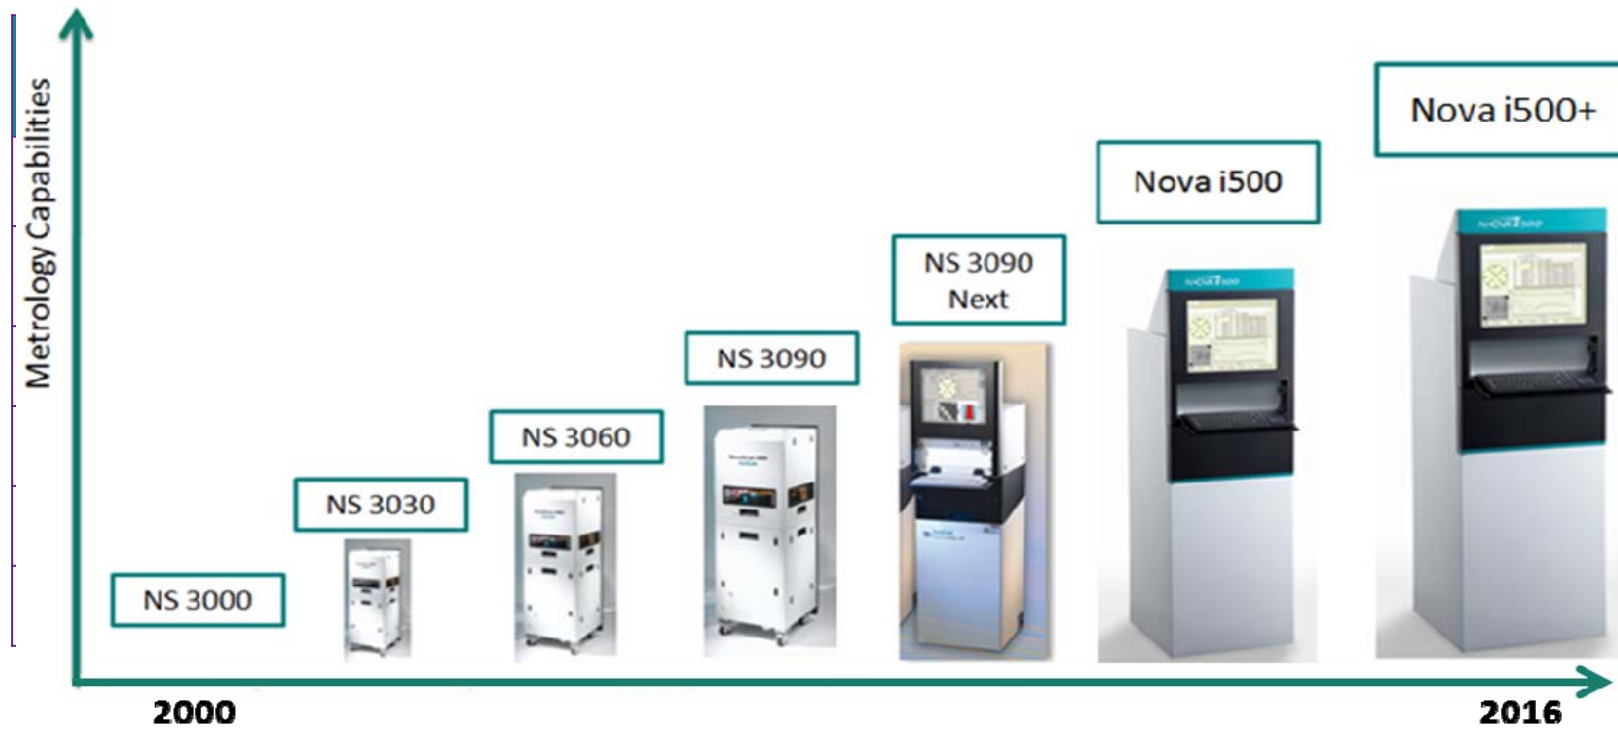 Metrology Capabilities
NS 3000
NS 3030
NS 3060
NS 3090
NS 3090
Next
Nova i500
Nova i500+
2000
2016